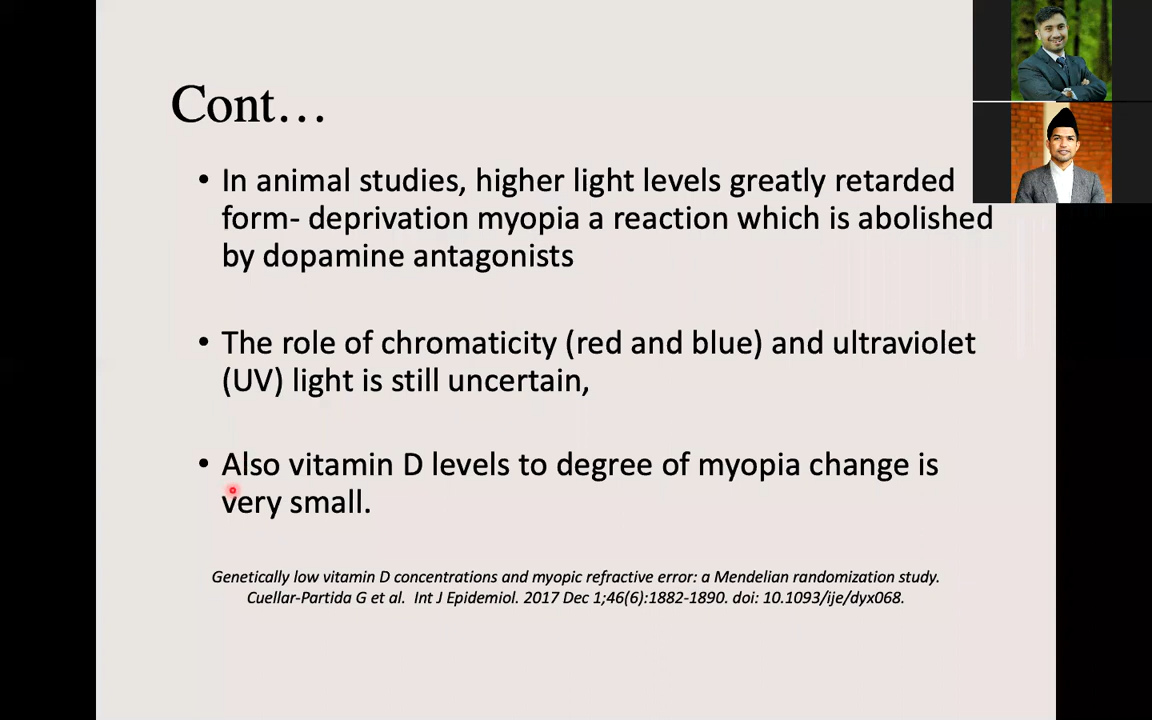 Cont...
• In animal studies, higher light levels greatly retarded
form- deprivation myopia a reaction which is abolished
by dopamine antagonists
• The role of chromaticity (red and blue) and ultraviolet
(UV) light is still uncertain,
• Also vitamin D levels to degree of myopia change is
very small.
Genetically low vitamin D concentrations and myopic refractive error: a Mendelian randomization study.
Cuellar-Partida G et al. Int J Epidemiol. 2017 Dec 1;46(6):1882-1890. doi: 10.1093/ije/dyx068.